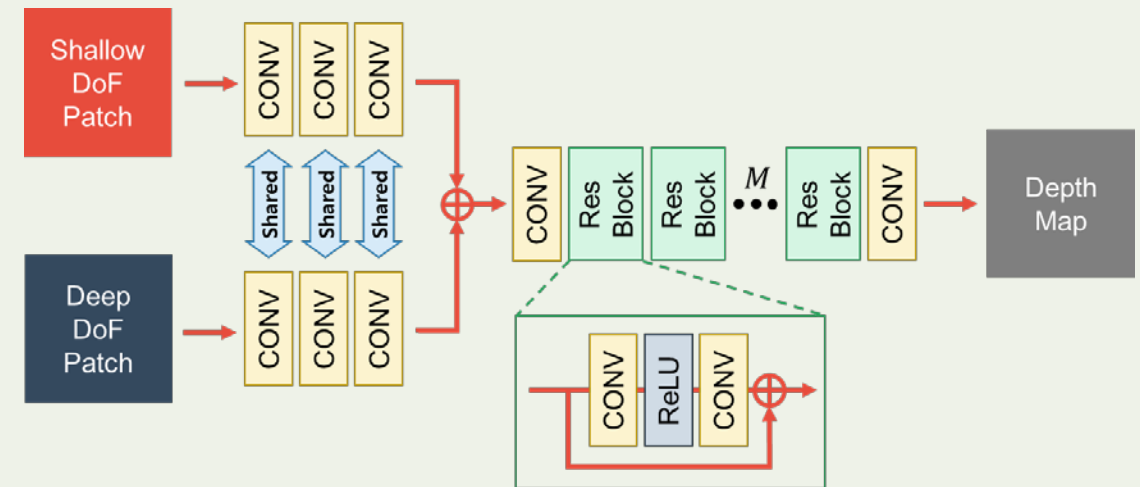 Shallow
DoF
Patch
CONV
CONV
CONV
Shared
Shared
Shared
Deep
DoF
Patch
CONV
CONV
CONV
CONV
Res
Block
Res
Block
M
•••
Res
Block
CONV
Depth
Map
CONV
ReLU
CONV